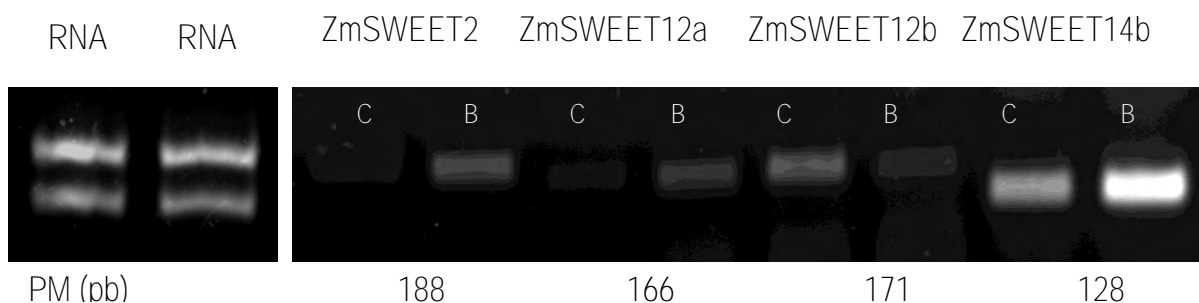 RNA RNA ZmSWEET2 ZmSWEET12a ZmSWEET12b ZmSWEET14b
C B C B C B C B
PM (pb) 188 166 171 128